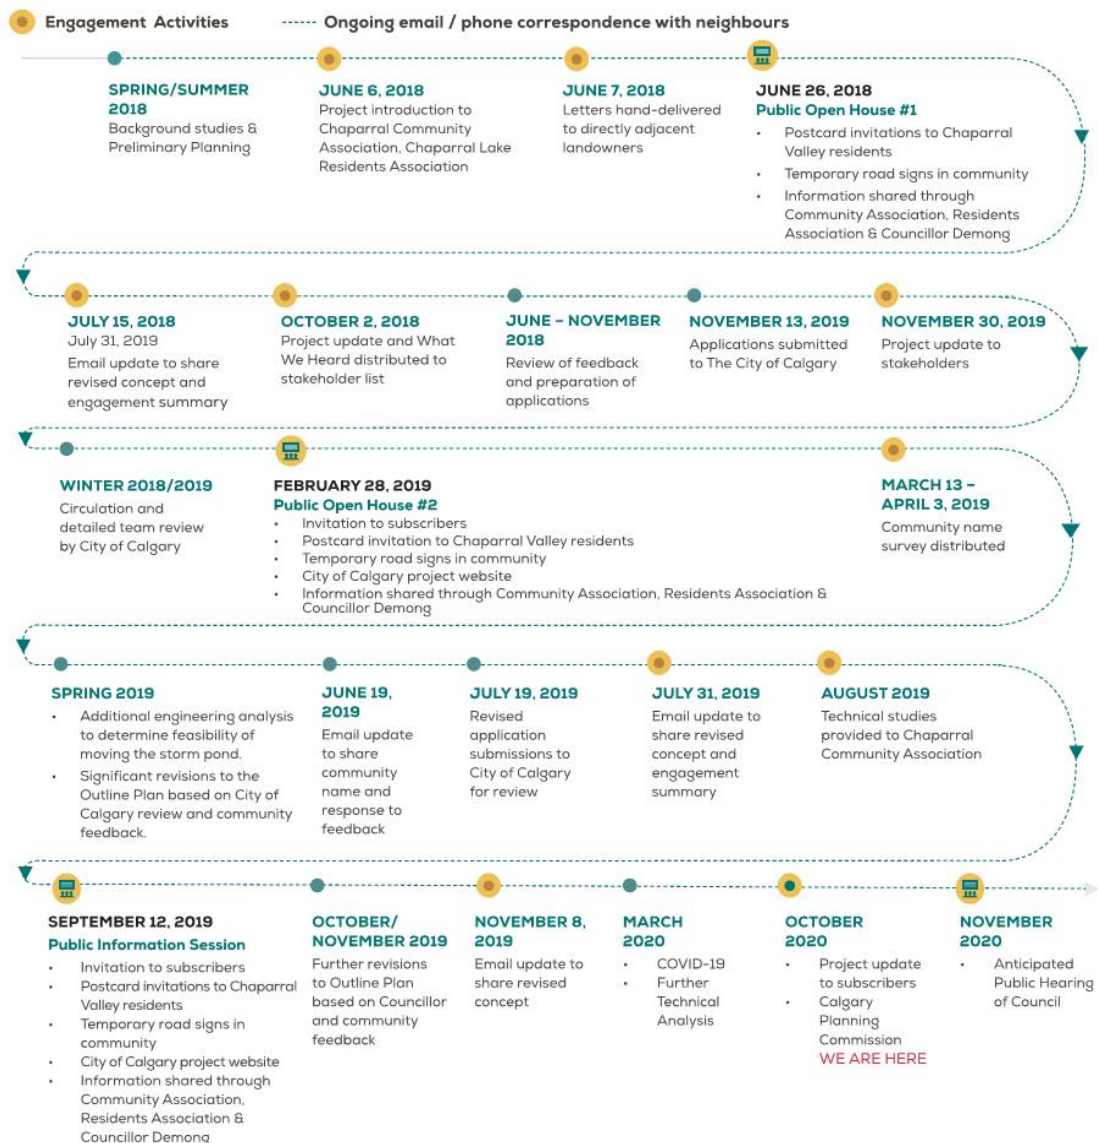 Engagement Activities
Ongoing email / phone correspondence with neighbours
SPRING/SUMMER
2018
Background studies &
Preliminary Planning
JUNE 6, 2018
Project introduction to
Chaparral Community
Association, Chaparral Lake
Residents Association
JUNE 7, 2018
Letters hand-delivered
to directly adjacent
landowners
JUNE 26, 2018
Public Open House #1
• Postcard invitations to Chaparral
Valley residents
• Temporary road signs in community
• Information shared through
Community Association, Residents
Association & Councillor Demong
JULY 15, 2018
July 31, 2019
Email update to share
revised concept and
engagement summary
OCTOBER 2, 2018
Project update and What
We Heard distributed to
stakeholder list
JUNE – NOVEMBER
2018
Review of feedback
and preparation of
applications
NOVEMBER 13, 2019
Applications submitted
to The City of Calgary
NOVEMBER 30, 2019
Project update to
stakeholders
WINTER 2018/2019
Circulation and
detailed team review
by City of Calgary
FEBRUARY 28, 2019
Public Open House #2
• Invitation to subscribers
• Postcard invitation to Chaparral Valley residents
• Temporary road signs in community
• City of Calgary project website
• Information shared through Community Association, Residents Association &
Councillor Demong
MARCH 13 –
APRIL 3, 2019
Community name
survey distributed
SPRING 2019
• Additional engineering analysis
to determine feasibility of
moving the storm pond.
• Significant revisions to the
Outline Plan based on City of
Calgary review and community
feedback.
JUNE 19,
2019
Email update
to share
community
name and
response to
feedback
JULY 19, 2019
Revised
application
submissions to
City of Calgary
for review
JULY 31, 2019
Email update to
share revised
concept and
engagement
summary
AUGUST 2019
Technical studies
provided to Chaparral
Community Association
SEPTEMBER 12, 2019
Public Information Session
• Invitation to subscribers
• Postcard invitations to Chaparral
Valley residents
• Temporary road signs in
community
• City of Calgary project website
• Information shared through
Community Association,
Residents Association &
Councillor Demong
OCTOBER/
NOVEMBER 2019
Further revisions
to Outline Plan
based on Councillor
and community
feedback
NOVEMBER 8,
2019
Email update to
share revised
concept
MARCH
2020
• COVID-19
• Further
Technical
Analysis
OCTOBER
2020
• Project update
to subscribers
• Calgary
Planning
Commission
WE ARE HERE
NOVEMBER
2020
• Anticipated
Public Hearing
of Council